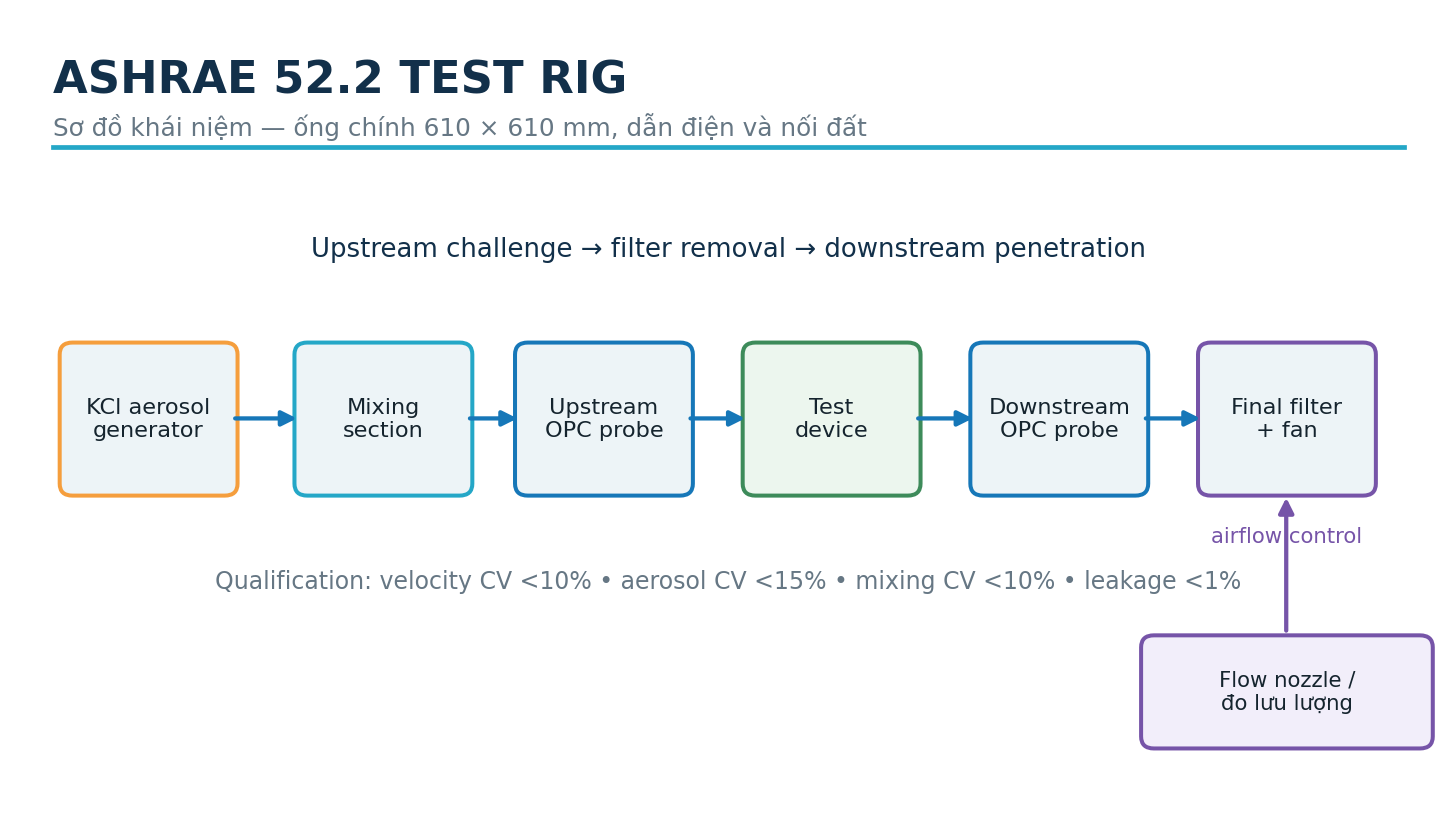 ASHRAE 52.2 TEST RIG
Sơ đồ khái niệm — ống chính 610 × 610 mm, dẫn điện và nối đất
Upstream challenge → filter removal → downstream penetration
KCl aerosol
generator
Mixing
section
Upstream
OPC probe
Test
device
Downstream
OPC probe
Final filter
+ fan
airflow control
Qualification: velocity CV <10% • aerosol CV <15% • mixing CV <10% • leakage <1%
Flow nozzle /
đo lưu lượng